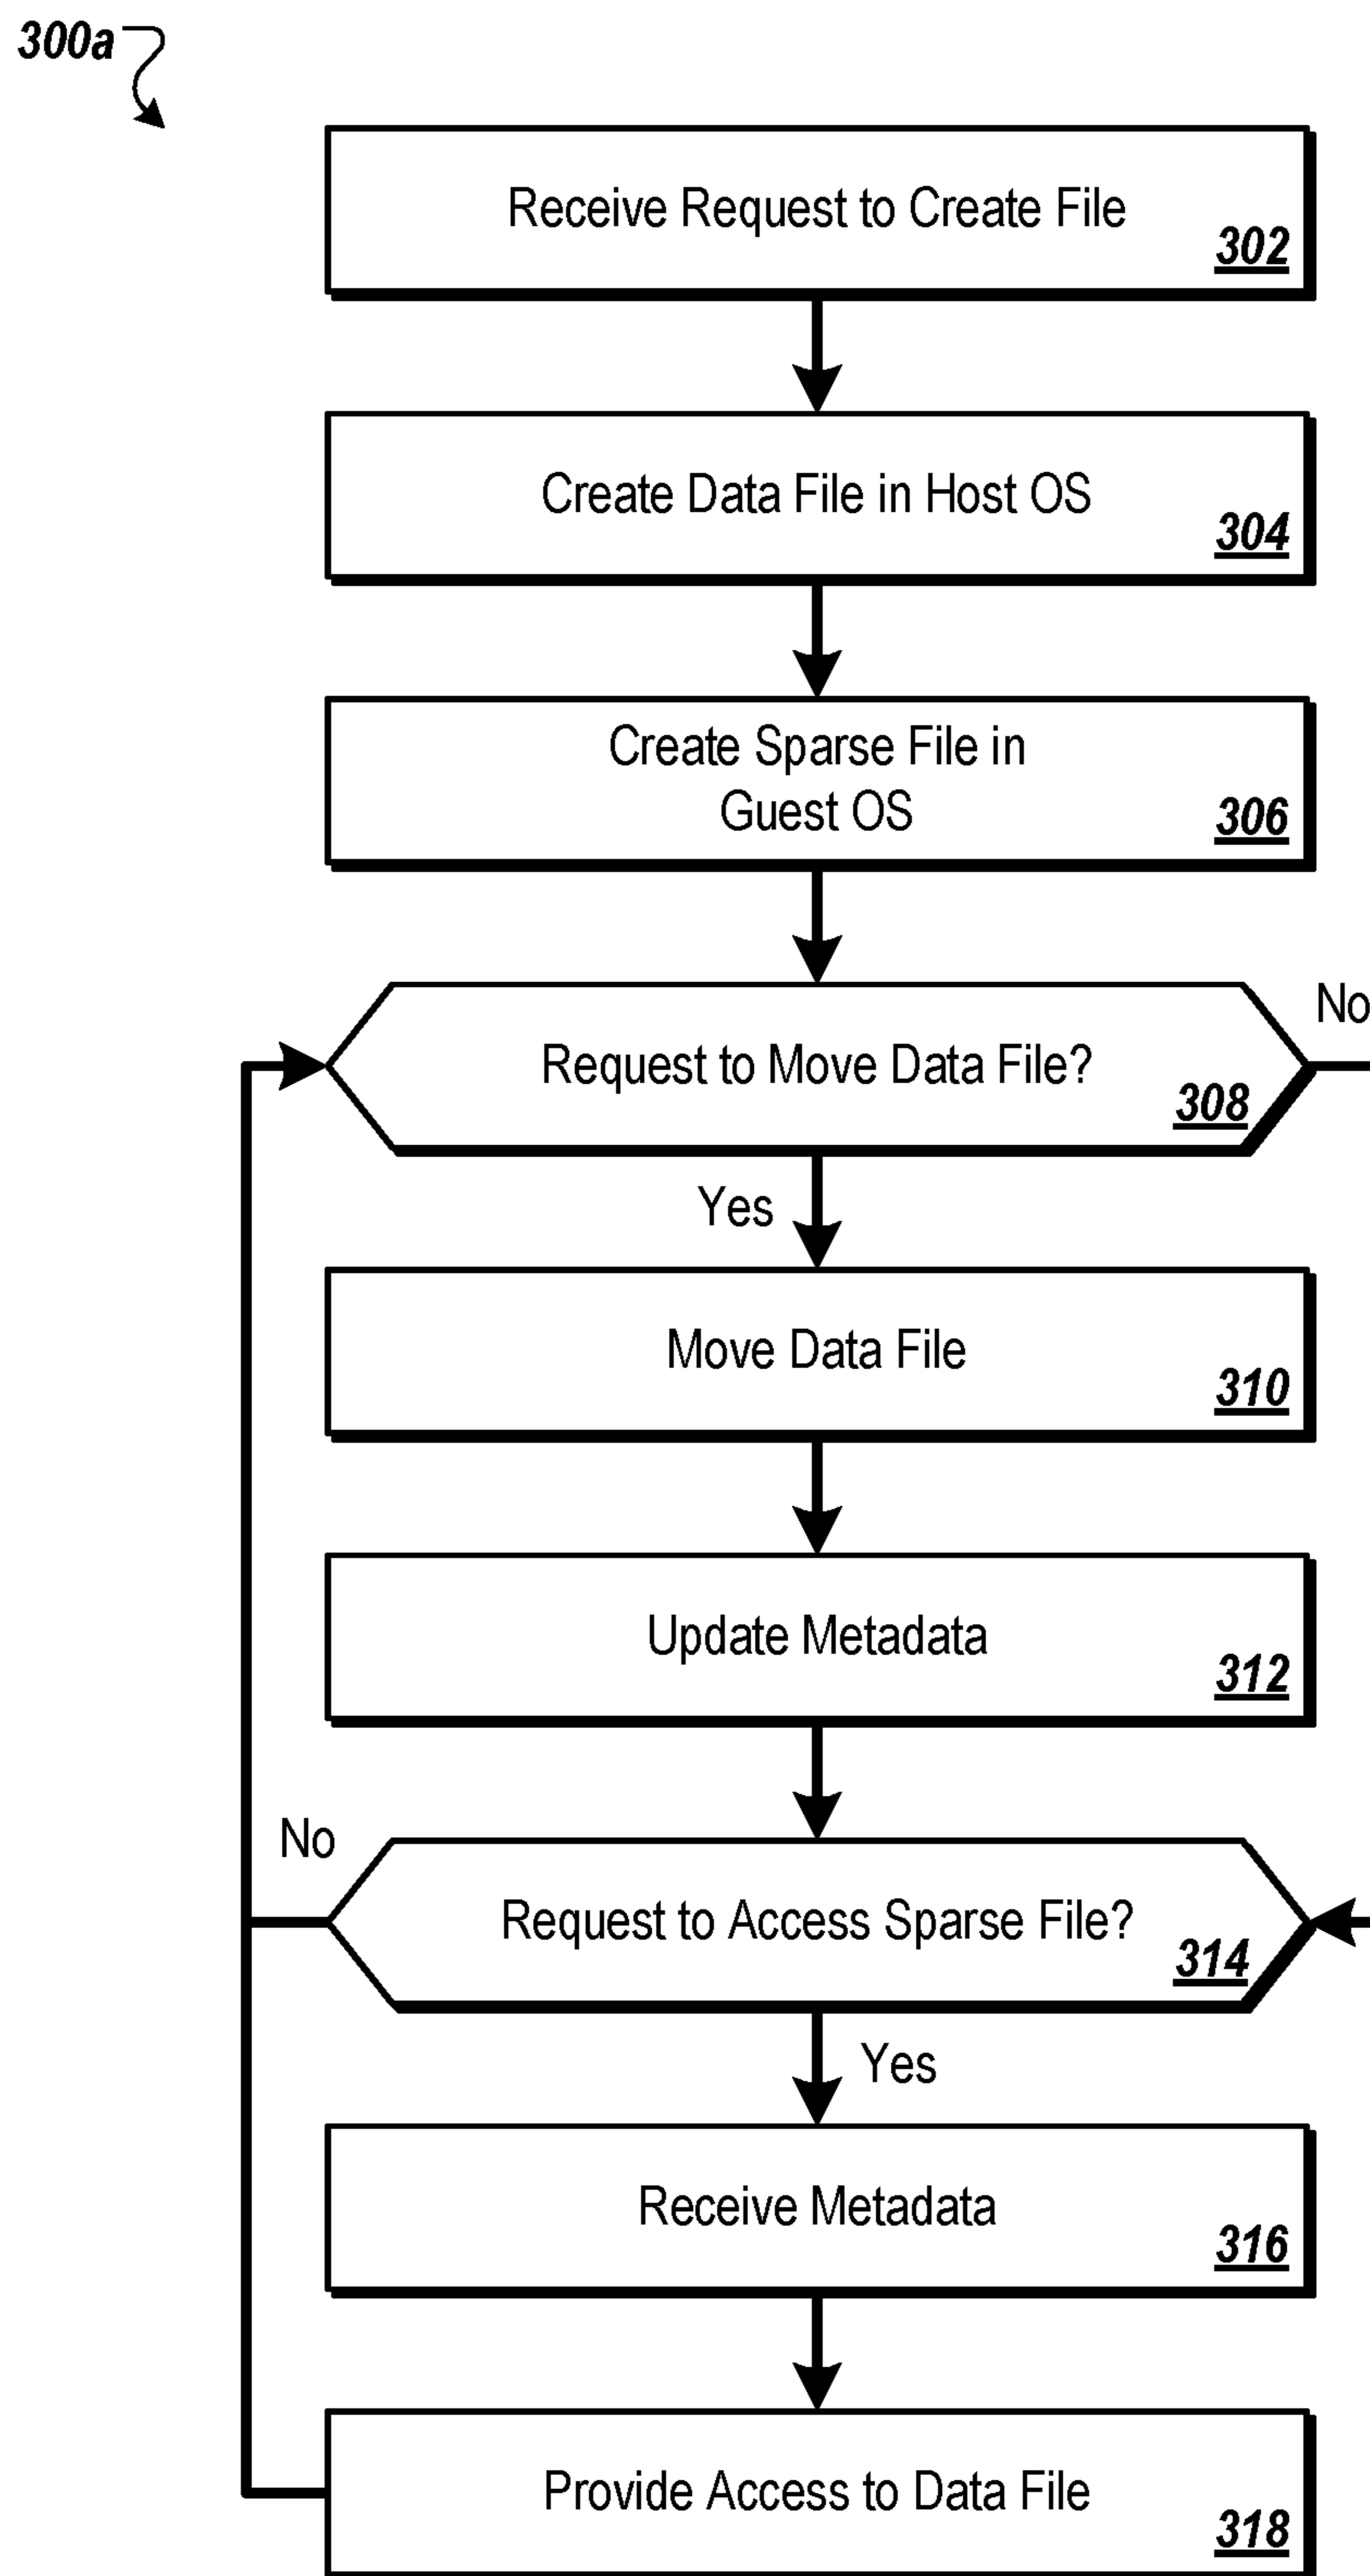 300a
Receive Request to Create File
302
Create Data File in Host OS
304
Create Sparse File in
Guest OS
306
No
Request to Move Data File?
308
Yes
Move Data File
310
Update Metadata
312
No
Request to Access Sparse File?
314
Yes
Receive Metadata
316
Provide Access to Data File
318